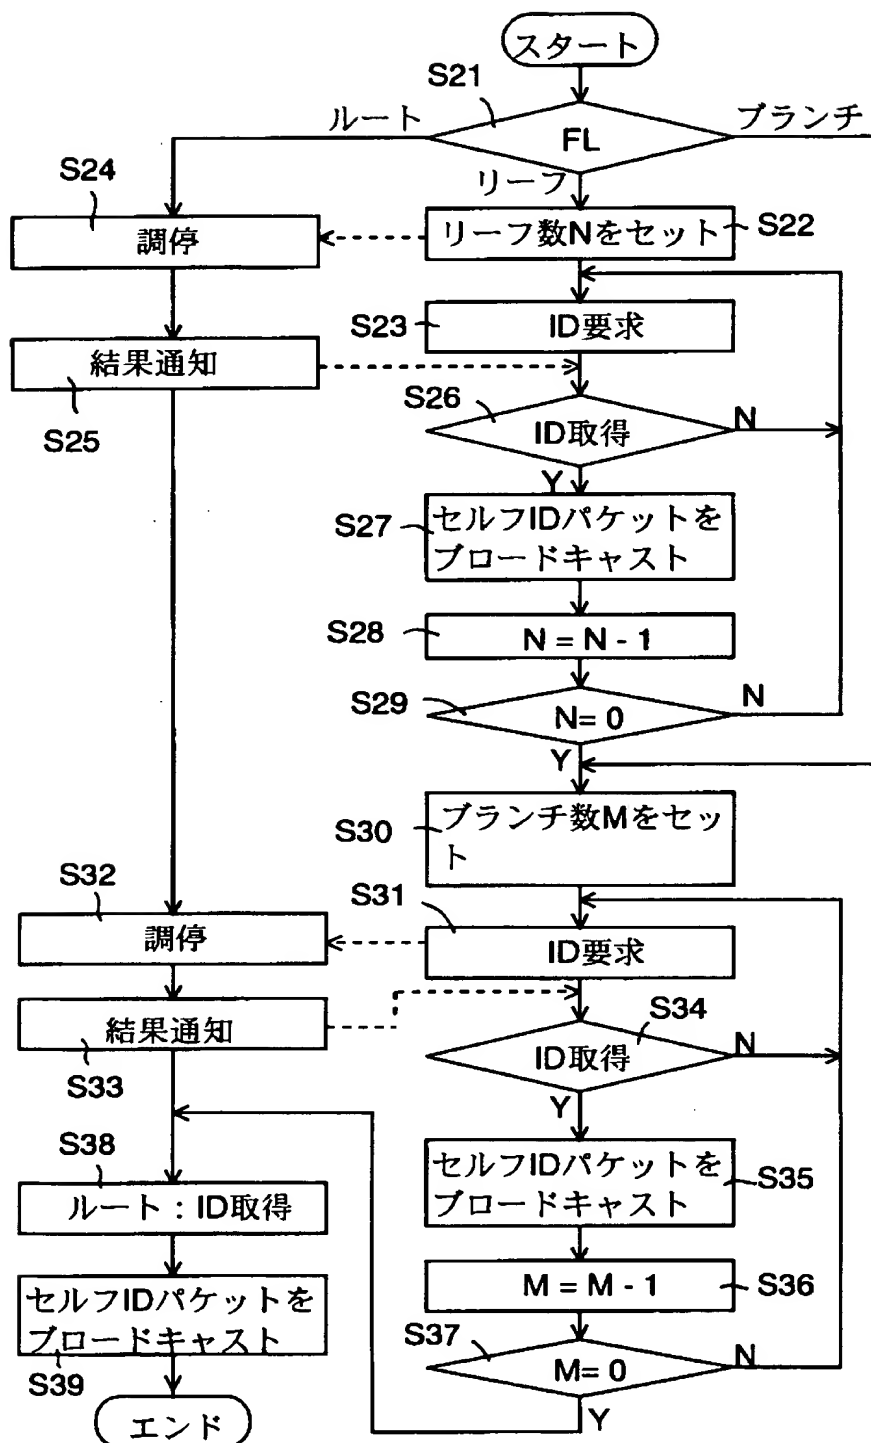 スタート
S21
ルート
FL
ブランチ
リーフ
S24
調停
リーフ数Nをセット
S22
S23
ID要求
結果通知
S25
S26
ID取得
N
Y
S27
セルフIDパケットを
ブロードキャスト
S28
N = N - 1
S29
N= 0
N
Y
S30
ブランチ数Mをセッ
ト
S32
調停
S31
ID要求
結果通知
S33
S34
ID取得
N
Y
S38
ルート：ID取得
セルフIDパケットを
ブロードキャスト
S35
M = M - 1
S36
セルフIDパケットを
ブロードキャスト
S39
S37
M= 0
N
Y
エンド